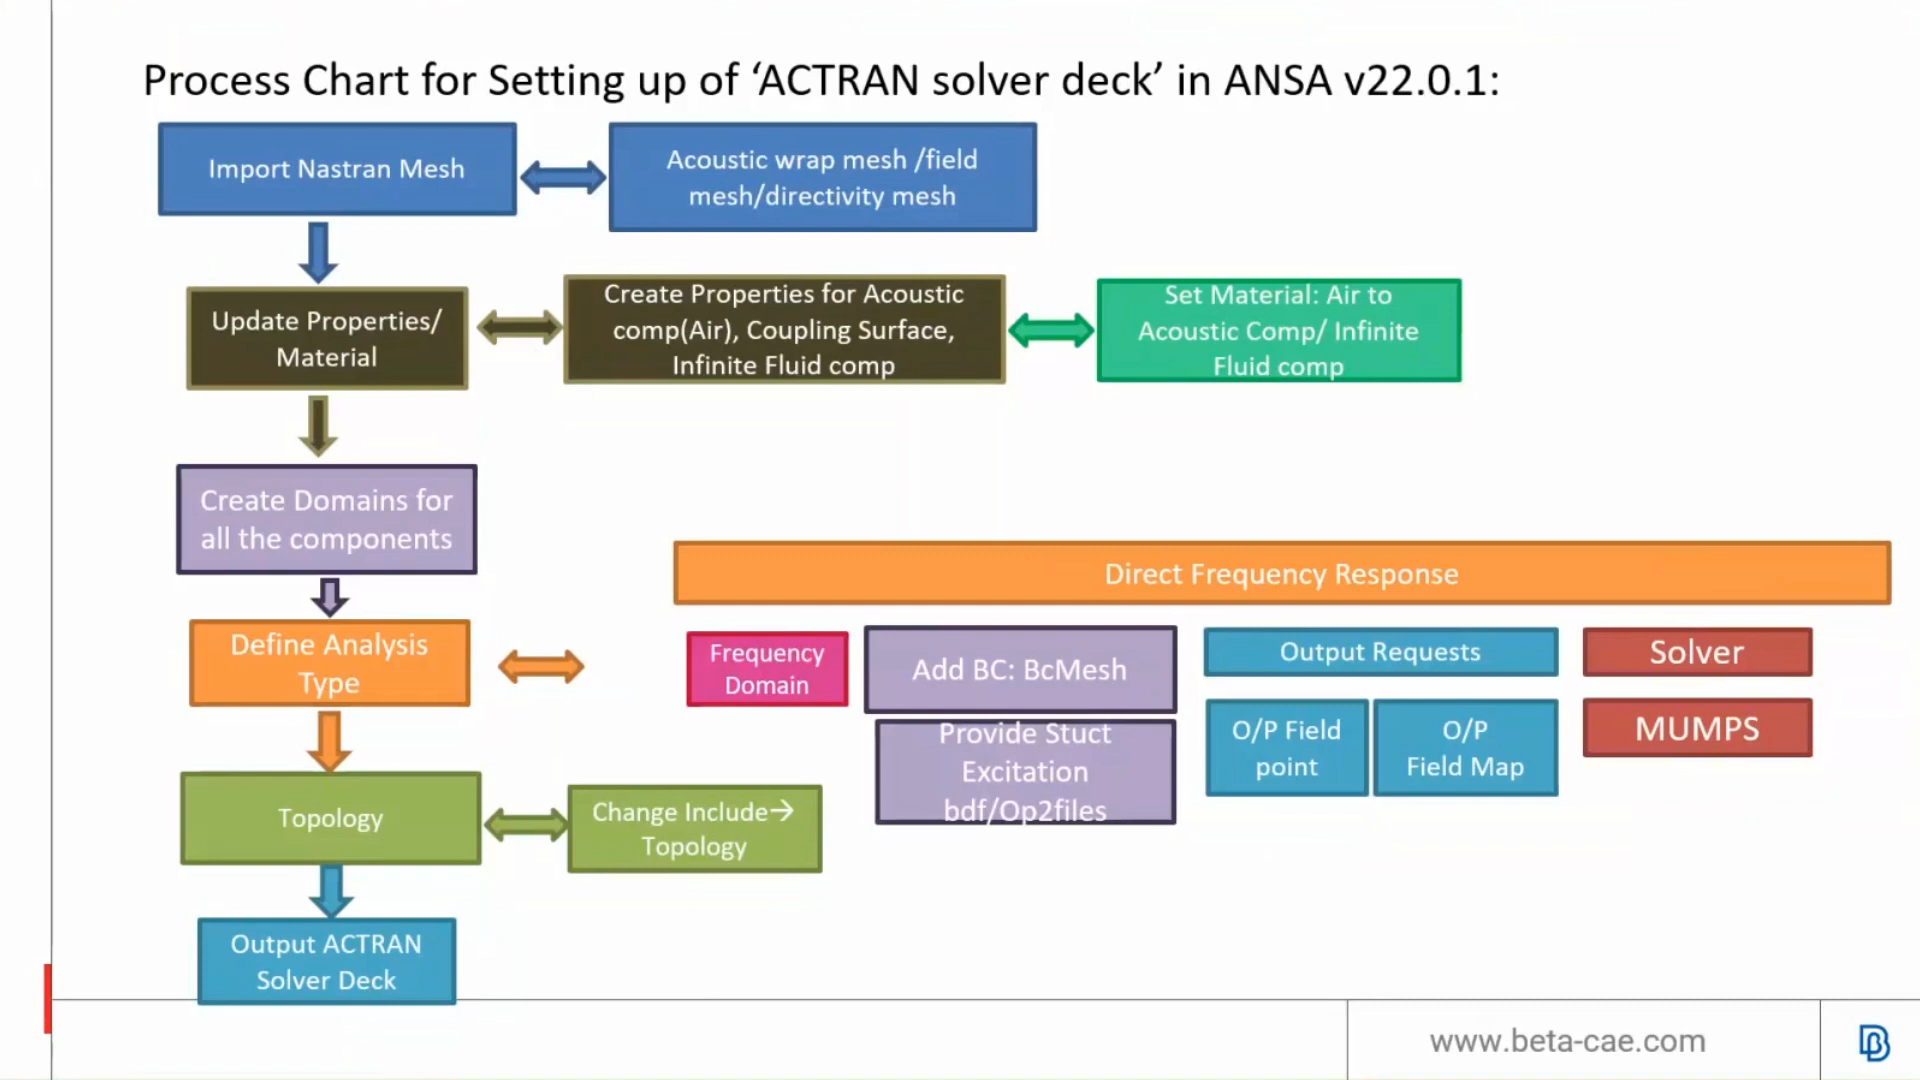 Process Chart for Setting up of ‘ACTRAN solver deck’ in ANSA v22.0.1:
Import Nastran Mesh
Acoustic wrap mesh /field
mesh/directivity mesh
Update Properties/
Material
Create Properties for Acoustic
comp(Air), Coupling Surface,
Infinite Fluid comp
Set Material: Air to
Acoustic Comp/ Infinite
Fluid comp
Create Domains for
all the components
Direct Frequency Response
Define Analysis
Type
Frequency
Domain
Add BC: BcMesh
Provide Stuct
Excitation
bdf/Op2files
Output Requests
O/P Field
point
O/P
Field Map
Solver
MUMPS
Topology
Change Include→
Topology
Output ACTRAN
Solver Deck
www.beta-cae.com